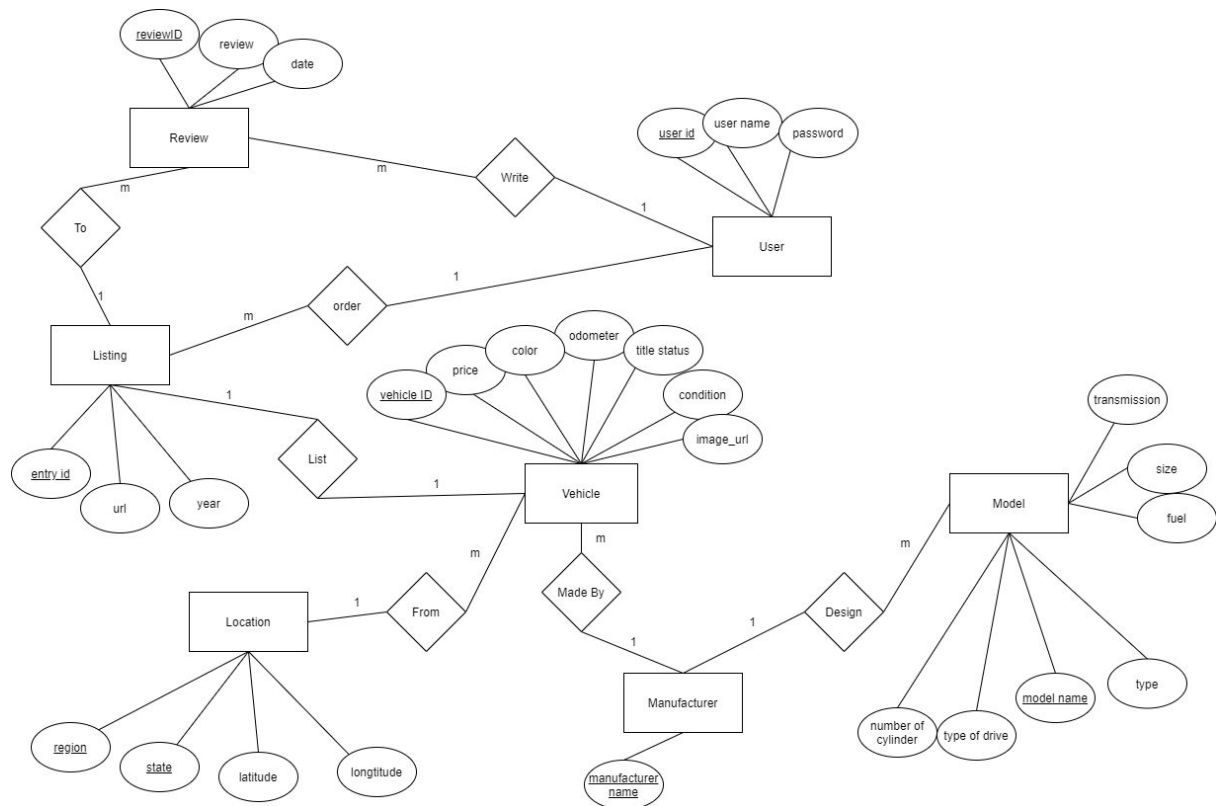 reviewID
review
date
Review
m
m
Write
1
user id
user name
password
User
To
1
order
m
1
Listing
1
entry id
url
year
List
1
vehicle ID
price
color
odometer
title status
condition
image_url
Vehicle
m
m
From
1
Location
region
state
latitude
longtitude
Made By
1
Manufacturer
manufacturer
name
1
Design
m
Model
transmission
size
fuel
number of
cylinder
type of drive
model name
type